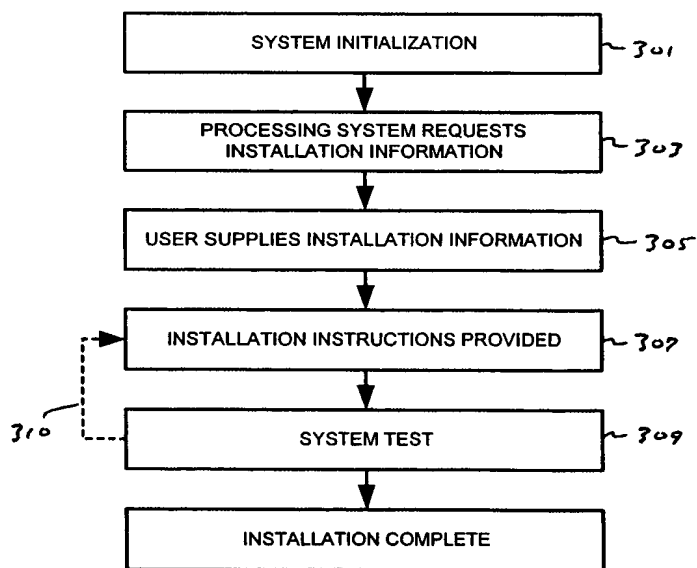 SYSTEM INITIALIZATION
301
PROCESSING SYSTEM REQUESTS
INSTALLATION INFORMATION
303
USER SUPPLIES INSTALLATION INFORMATION
305
INSTALLATION INSTRUCTIONS PROVIDED
307
310
SYSTEM TEST
309
INSTALLATION COMPLETE